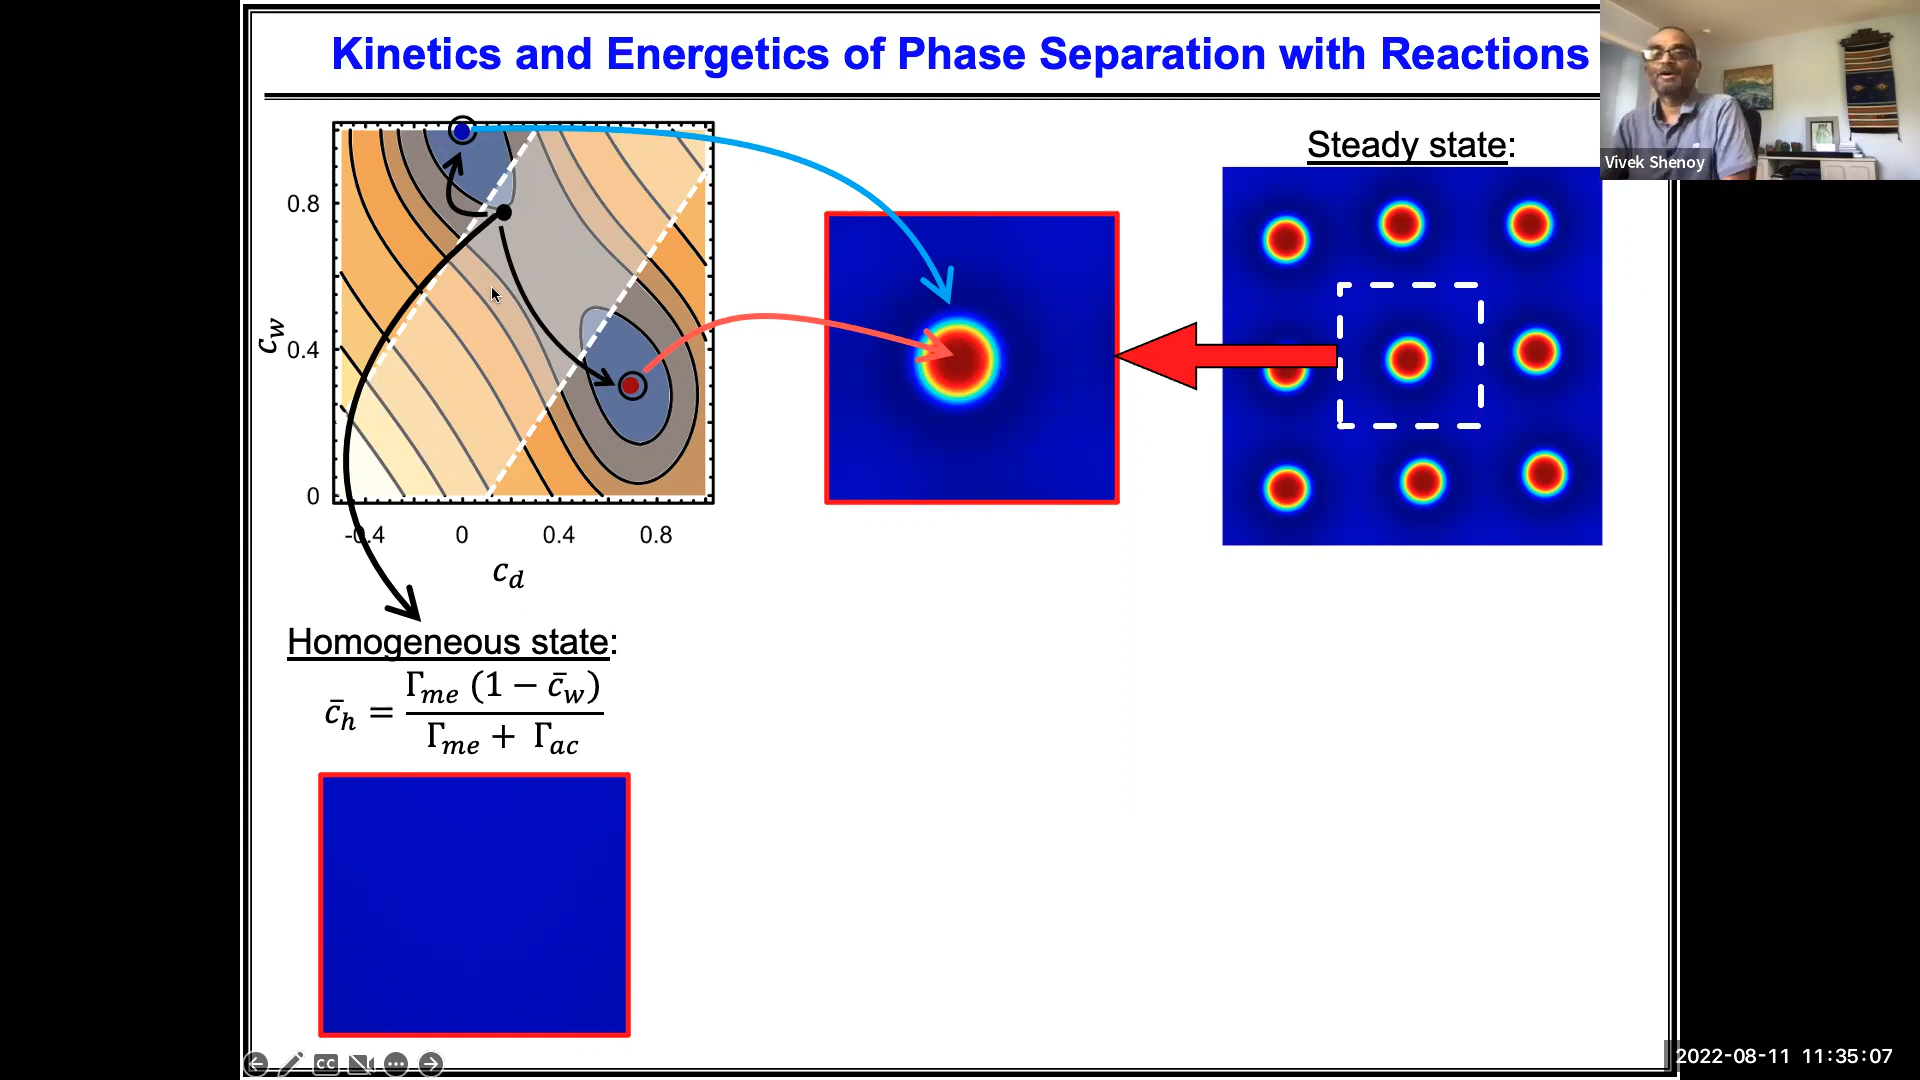 Kinetics and Energetics of Phase Separation with Reactions
Vivek Shenoy
Steady state:
0.8
0.4
0
c_w
-0.4 0 0.4 0.8
c_d
Homogeneous state:
c̄_h = Γ_me (1 − c̄_w) / Γ_me + Γ_ac
CC
2022-08-11 11:35:07